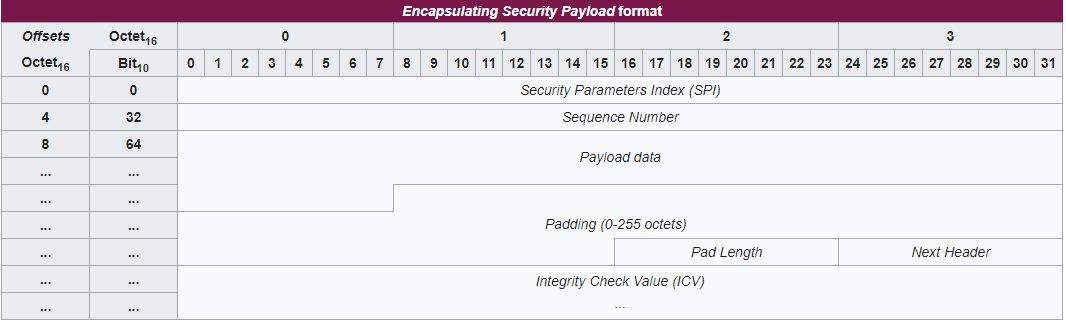 Encapsulating Security Payload format
Offsets Octet16 0 1 2 3
Octet16 Bit10 0 1 2 3 4 5 6 7 8 9 10 11 12 13 14 15 16 17 18 19 20 21 22 23 24 25 26 27 28 29 30 31
0 0 Security Parameters Index (SPI)
4 32 Sequence Number
8 64
Payload data
... ...
... ...
... ... Padding (0-255 octets)
... ... Pad Length Next Header
... ... Integrity Check Value (ICV)
... ... ...